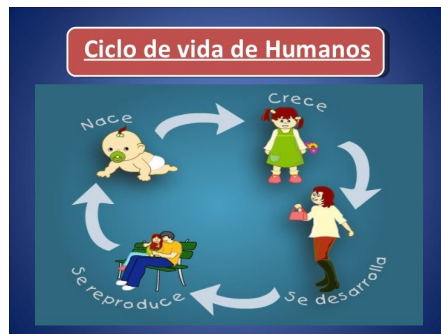 Ciclo de vida de Humanos
Nace
Crece
Se desarrolla
Se reproduce